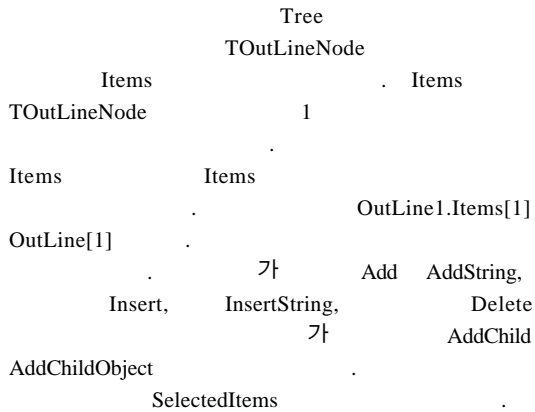 Tree
TOutLineNode
Items . Items
TOutLineNode 1
.
Items Items
. OutLine1.Items[1]
OutLine[1] .
. 가 Add AddString,
Insert, InsertString, Delete
가 AddChild
AddChildObject .
SelectedItems .